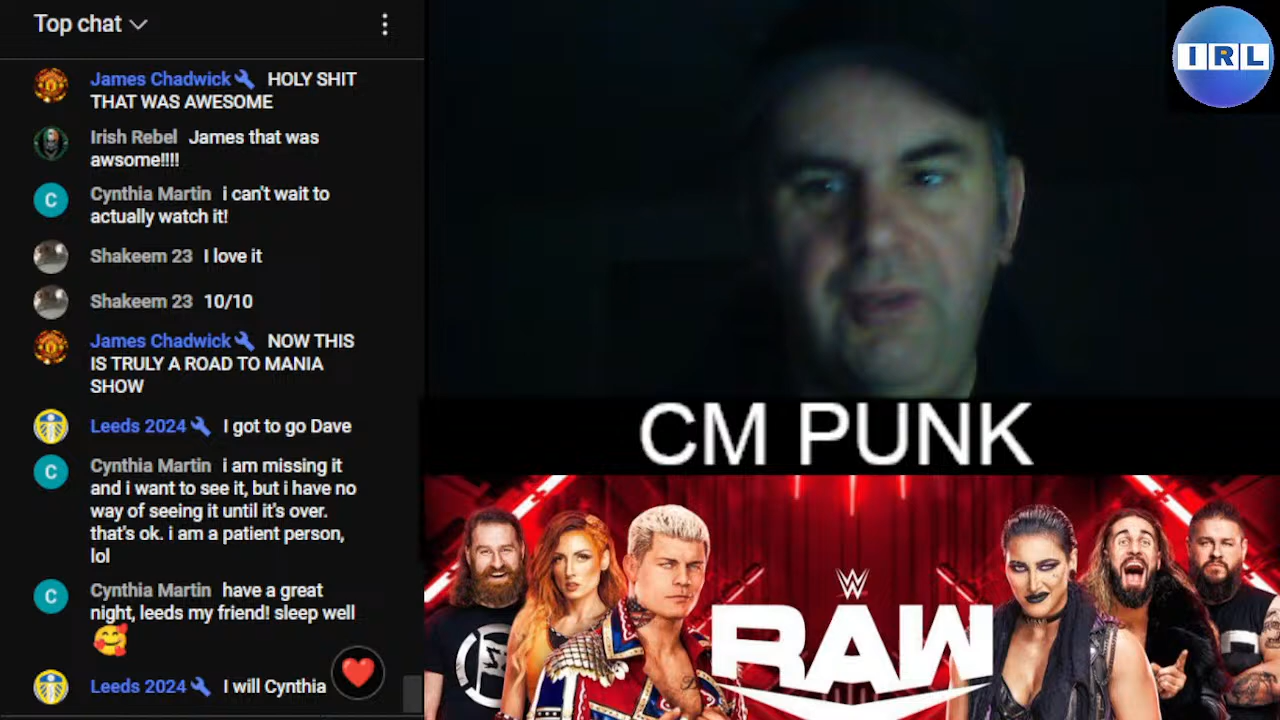 Top chat
James Chadwick HOLY SHIT
THAT WAS AWESOME
Irish Rebel James that was
awsome!!!!
C
Cynthia Martin i can't wait to
actually watch it!
Shakeem 23 I love it
Shakeem 23 10/10
James Chadwick NOW THIS
IS TRULY A ROAD TO MANIA
SHOW
Leeds 2024 I got to go Dave
C
Cynthia Martin i am missing it
and i want to see it, but i have no
way of seeing it until it's over.
that's ok. i am a patient person,
lol
C
Cynthia Martin have a great
night, leeds my friend! sleep well
🥰
Leeds 2024 I will Cynthia
IRL
CM PUNK
W
RAW